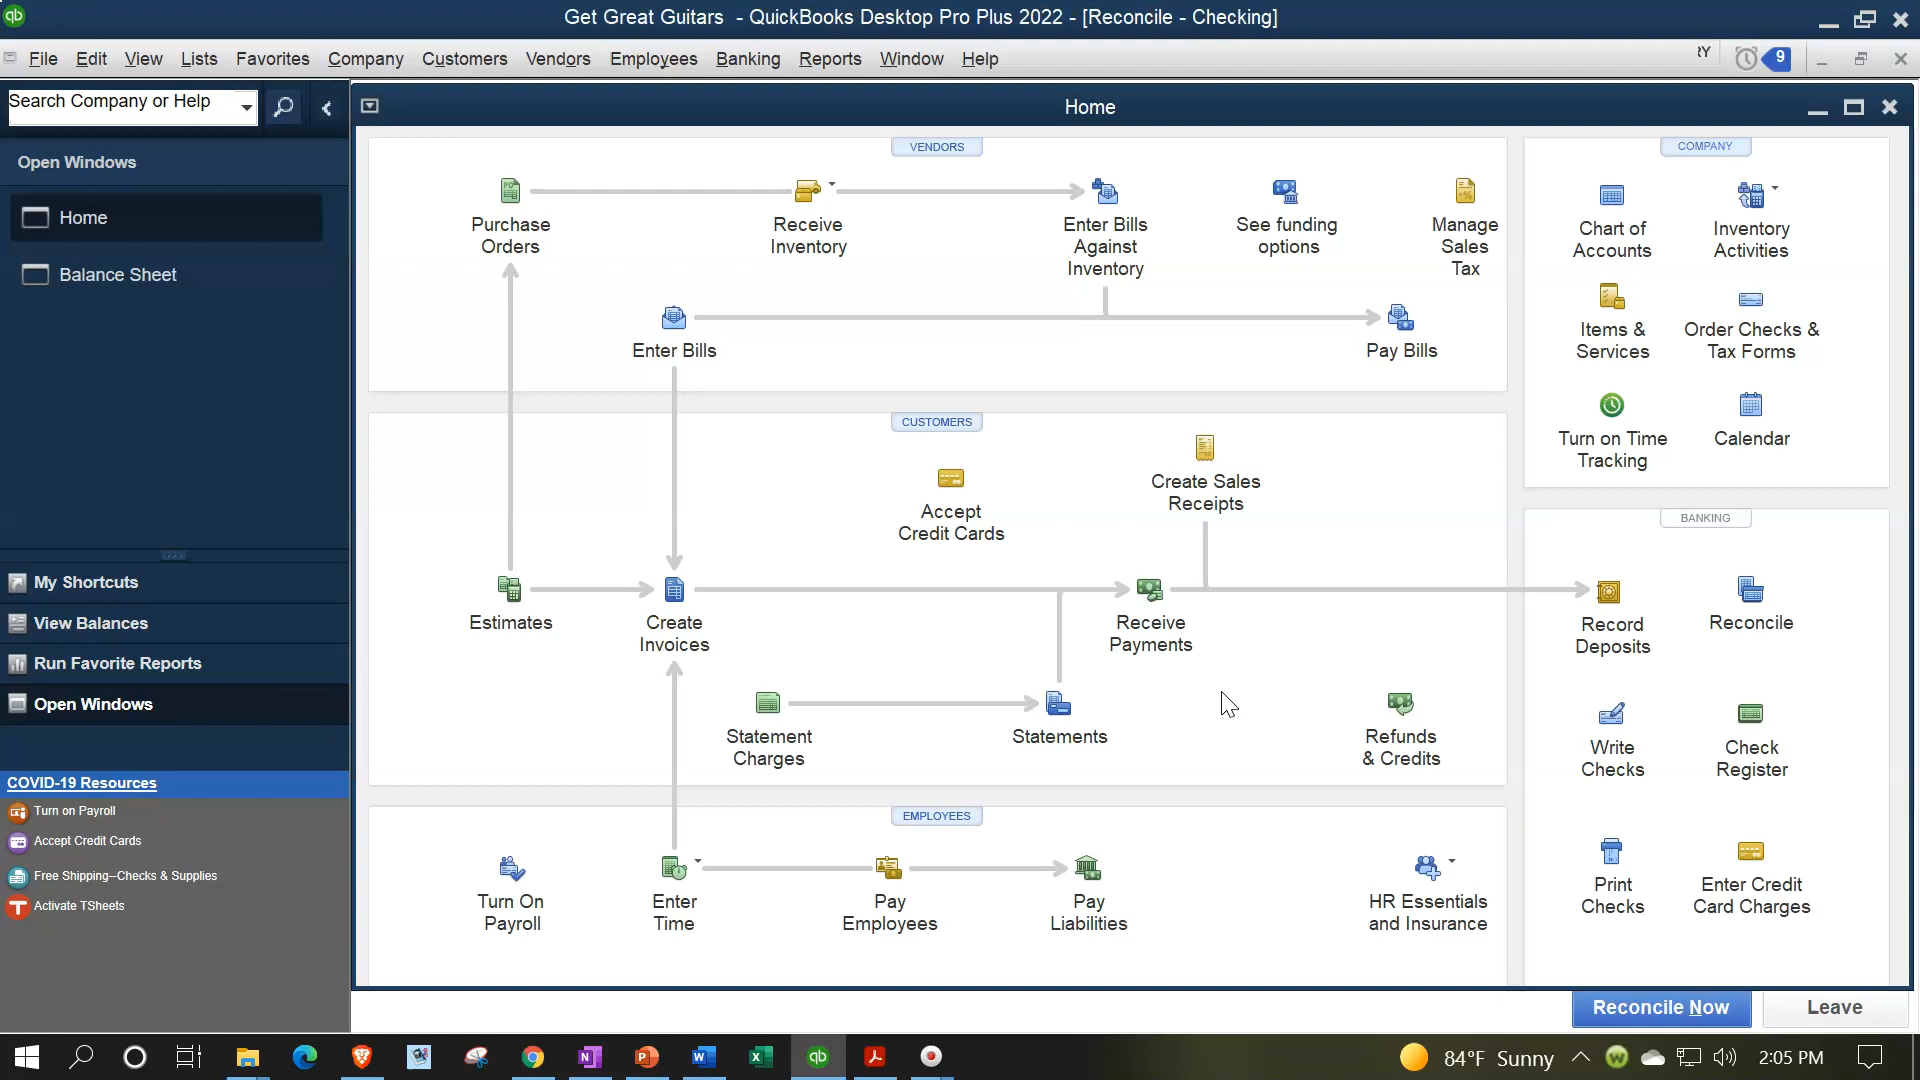 Get Great Guitars  - QuickBooks Desktop Pro Plus 2022 - [Reconcile - Checking]
File Edit View Lists Favorites Company Customers Vendors Employees Banking Reports Window Help
9
Search Company or Help
Home
Open Windows
Home
Balance Sheet
My Shortcuts
View Balances
Run Favorite Reports
Open Windows
COVID-19 Resources
Turn on Payroll
Accept Credit Cards
Free Shipping--Checks & Supplies
Activate TSheets
VENDORS
Purchase
Orders
Receive
Inventory
Enter Bills
Against
Inventory
See funding
options
Manage
Sales
Tax
Enter Bills
Pay Bills
CUSTOMERS
Accept
Credit Cards
Create Sales
Receipts
Estimates
Create
Invoices
Receive
Payments
Statement
Charges
Statements
Refunds
& Credits
EMPLOYEES
Turn On
Payroll
Enter
Time
Pay
Employees
Pay
Liabilities
HR Essentials
and Insurance
COMPANY
Chart of
Accounts
Inventory
Activities
Items &
Services
Order Checks &
Tax Forms
Turn on Time
Tracking
Calendar
BANKING
Record
Deposits
Reconcile
Write
Checks
Check
Register
Print
Checks
Enter Credit
Card Charges
Reconcile Now
Leave
84°F Sunny
2:05 PM